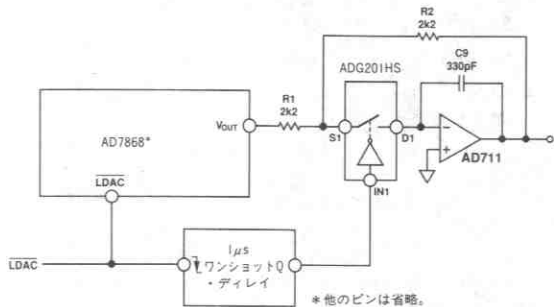 R2
2k2
C9
330pF
ADG201HS
R1
2k2
VOUT
S1
D1
AD7868*
AD711
IN1
LDAC
LDAC
1μs
ワンショットQ
・ディレイ
*他のピンは省略。